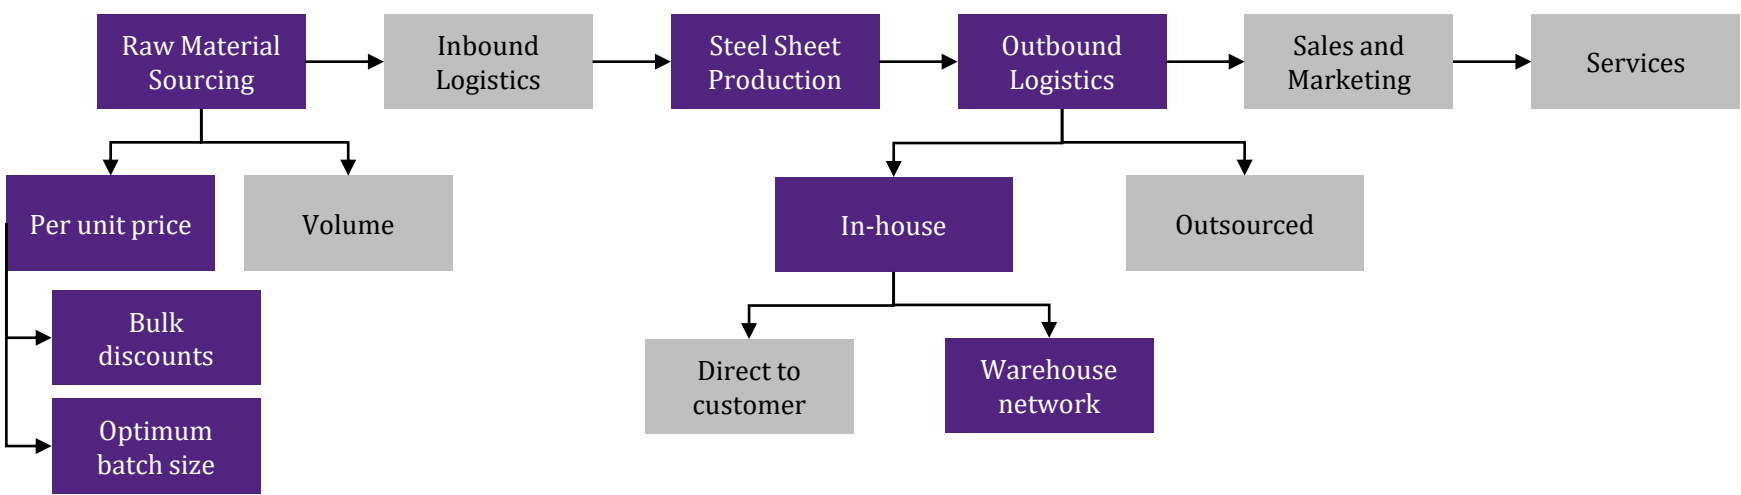 Raw Material
Sourcing
Inbound
Logistics
Steel Sheet
Production
Outbound
Logistics
Sales and
Marketing
Services
Per unit price
Volume
In-house
Outsourced
Bulk
discounts
Direct to
customer
Warehouse
network
Optimum
batch size